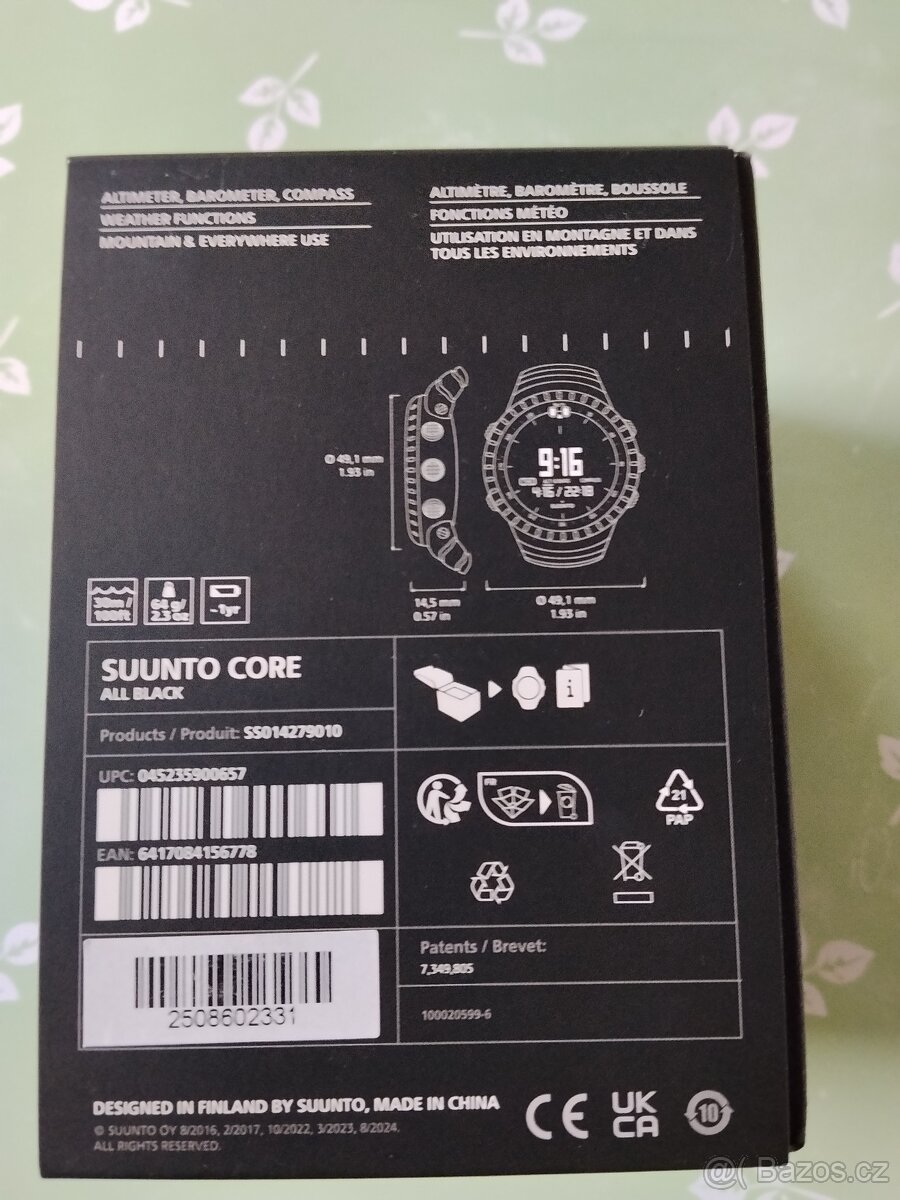 ALTIMETER, BAROMETER, COMPASS
WEATHER FUNCTIONS
MOUNTAIN & EVERYWHERE USE
ALTIMÈTRE, BAROMÈTRE, BOUSSOLE
FONCTIONS MÉTÉO
UTILISATION EN MONTAGNE ET DANS
TOUS LES ENVIRONNEMENTS
Ø 49,1 mm
1.93 in
9:16
SUUNTO
14,5 mm
0.57 in
Ø 49,1 mm
1.93 in
30m /
100ft
64 g/
2.3 oz
~1yr
SUUNTO CORE
ALL BLACK
Products / Produit: SS014279010
UPC: 045235900657
EAN: 6417084156778
2508602331
i
FR
21
PAP
Patents / Brevet:
7,349,805
100020599-6
DESIGNED IN FINLAND BY SUUNTO, MADE IN CHINA
© SUUNTO OY 8/2016, 2/2017, 10/2022, 3/2023, 8/2024.
ALL RIGHTS RESERVED.
CE
UK
CA
10
@( Bazos.cz